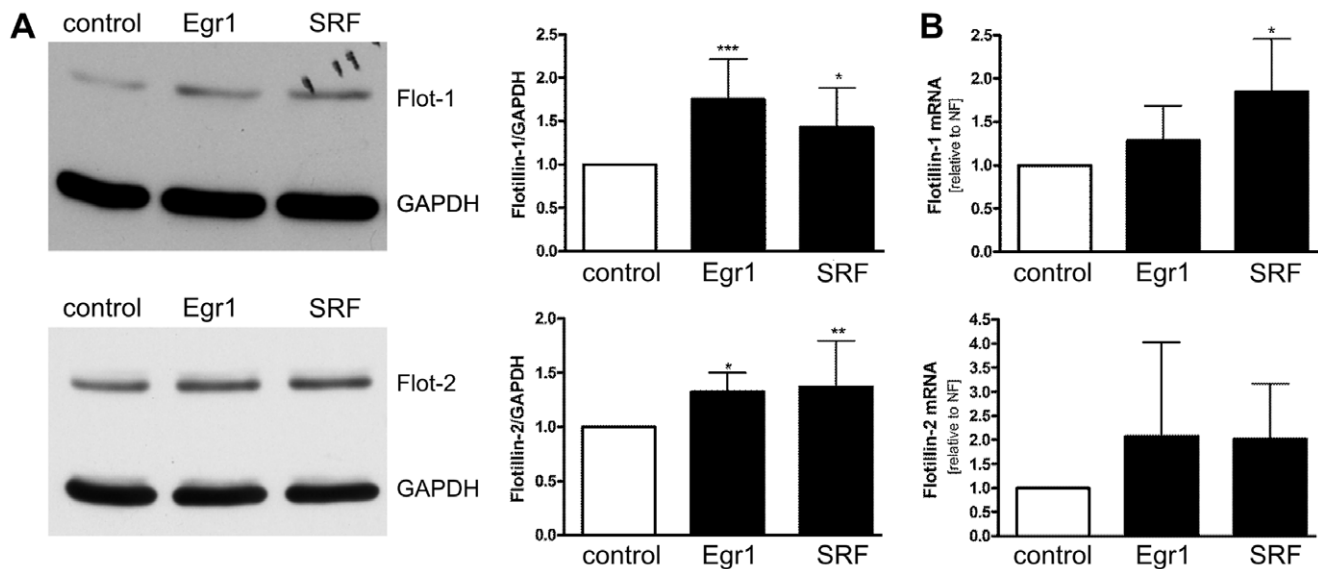 A
control Egr1 SRF
Flot-1
GAPDH
control Egr1 SRF
Flot-2
GAPDH
Flotillin-1/GAPDH
2.5
2.0
1.5
1.0
0.5
0.0
***
*
control Egr1 SRF
Flotillin-2/GAPDH
2.0
1.5
1.0
0.5
0.0
*
**
control Egr1 SRF
B
Flotillin-1 mRNA
[relative to NF]
2.5
2.0
1.5
1.0
0.5
0.0
*
control Egr1 SRF
Flotillin-2 mRNA
[relative to NF]
4.5
4.0
3.5
3.0
2.5
2.0
1.5
1.0
0.5
0.0
control Egr1 SRF